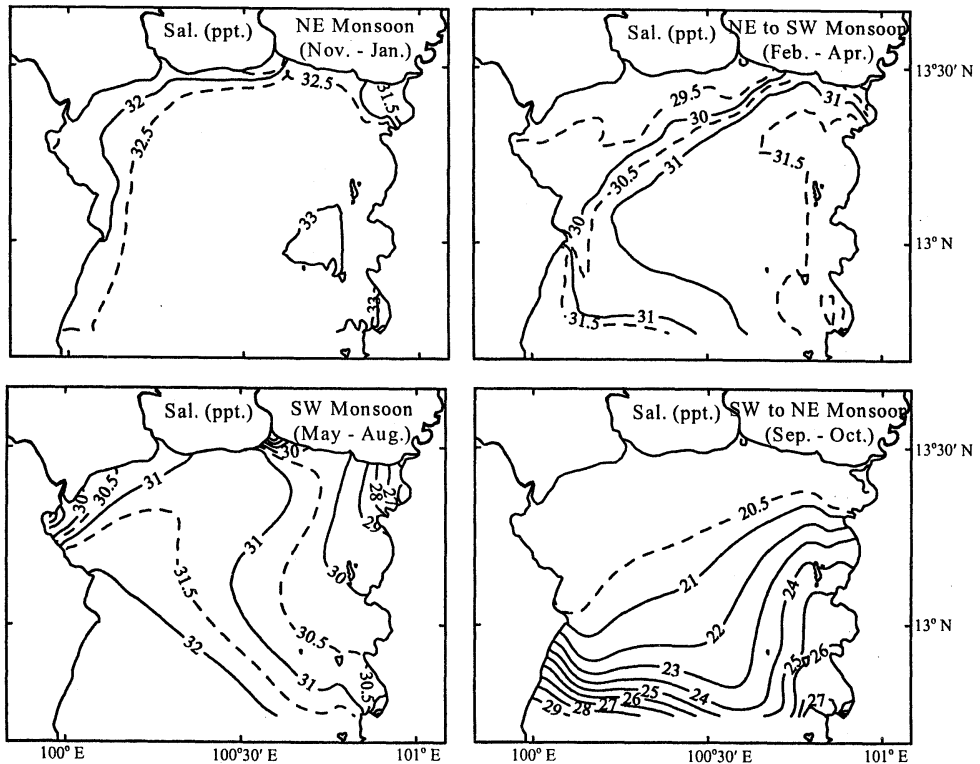 Sal. (ppt.)
NE Monsoon
(Nov. - Jan.)
32
32.5
32.5
31.5
33
33
Sal. (ppt.)
NE to SW Monsoon
(Feb. - Apr.)
13°30′ N
29.5
30
31
30.5
31
31.5
30
13° N
31.5
31
100° E
100°30′ E
101° E
Sal. (ppt.)
SW Monsoon
(May - Aug.)
30
30.5
31
30
28
27
29
31
31.5
30
32
30.5
31
30.5
100° E
100°30′ E
101° E
Sal. (ppt.)
SW to NE Monsoon
(Sep. - Oct.)
13°30′ N
20.5
21
24
22
13° N
23
25
26
24
25
26
27
28
29
27
100° E
100°30′ E
101° E